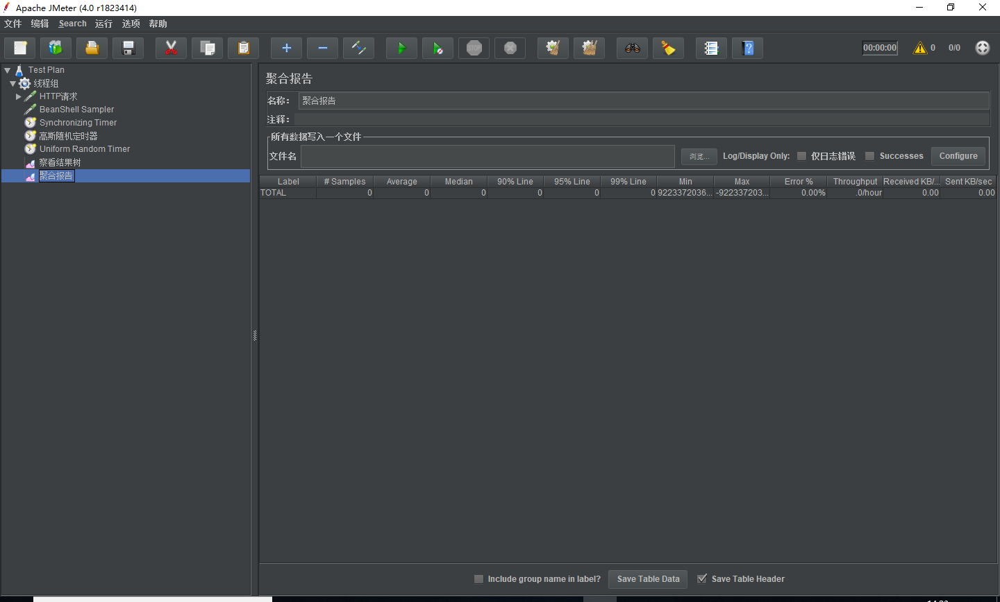 Apache JMeter (4.0 r1823414)
文件 编辑 Search 运行 选项 帮助
STOP
00:00:00 0 0/0
Test Plan
线程组
HTTP请求
BeanShell Sampler
Synchronizing Timer
高斯随机定时器
Uniform Random Timer
察看结果树
聚合报告
聚合报告
名称： 聚合报告
注释：
所有数据写入一个文件
文件名 浏览... Log/Display Only: 仅日志错误 Successes Configure
Label # Samples Average Median 90% Line 95% Line 99% Line Min Max Error % Throughput Received KB/... Sent KB/sec
TOTAL 0 0 0 0 0 0 9223372036... -922337203... 0.00% .0/hour 0.00 0.00
Include group name in label? Save Table Data Save Table Header